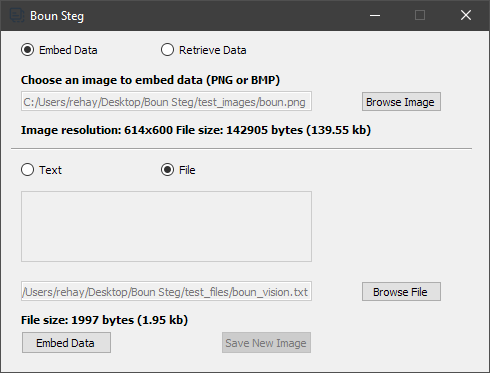 Boun Steg
Embed Data Retrieve Data
Choose an image to embed data (PNG or BMP)
C:/Users/rehay/Desktop/Boun Steg/test_images/boun.png Browse Image
Image resolution: 614x600 File size: 142905 bytes (139.55 kb)
Text File
/Users/rehay/Desktop/Boun Steg/test_files/boun_vision.txt Browse File
File size: 1997 bytes (1.95 kb)
Embed Data Save New Image